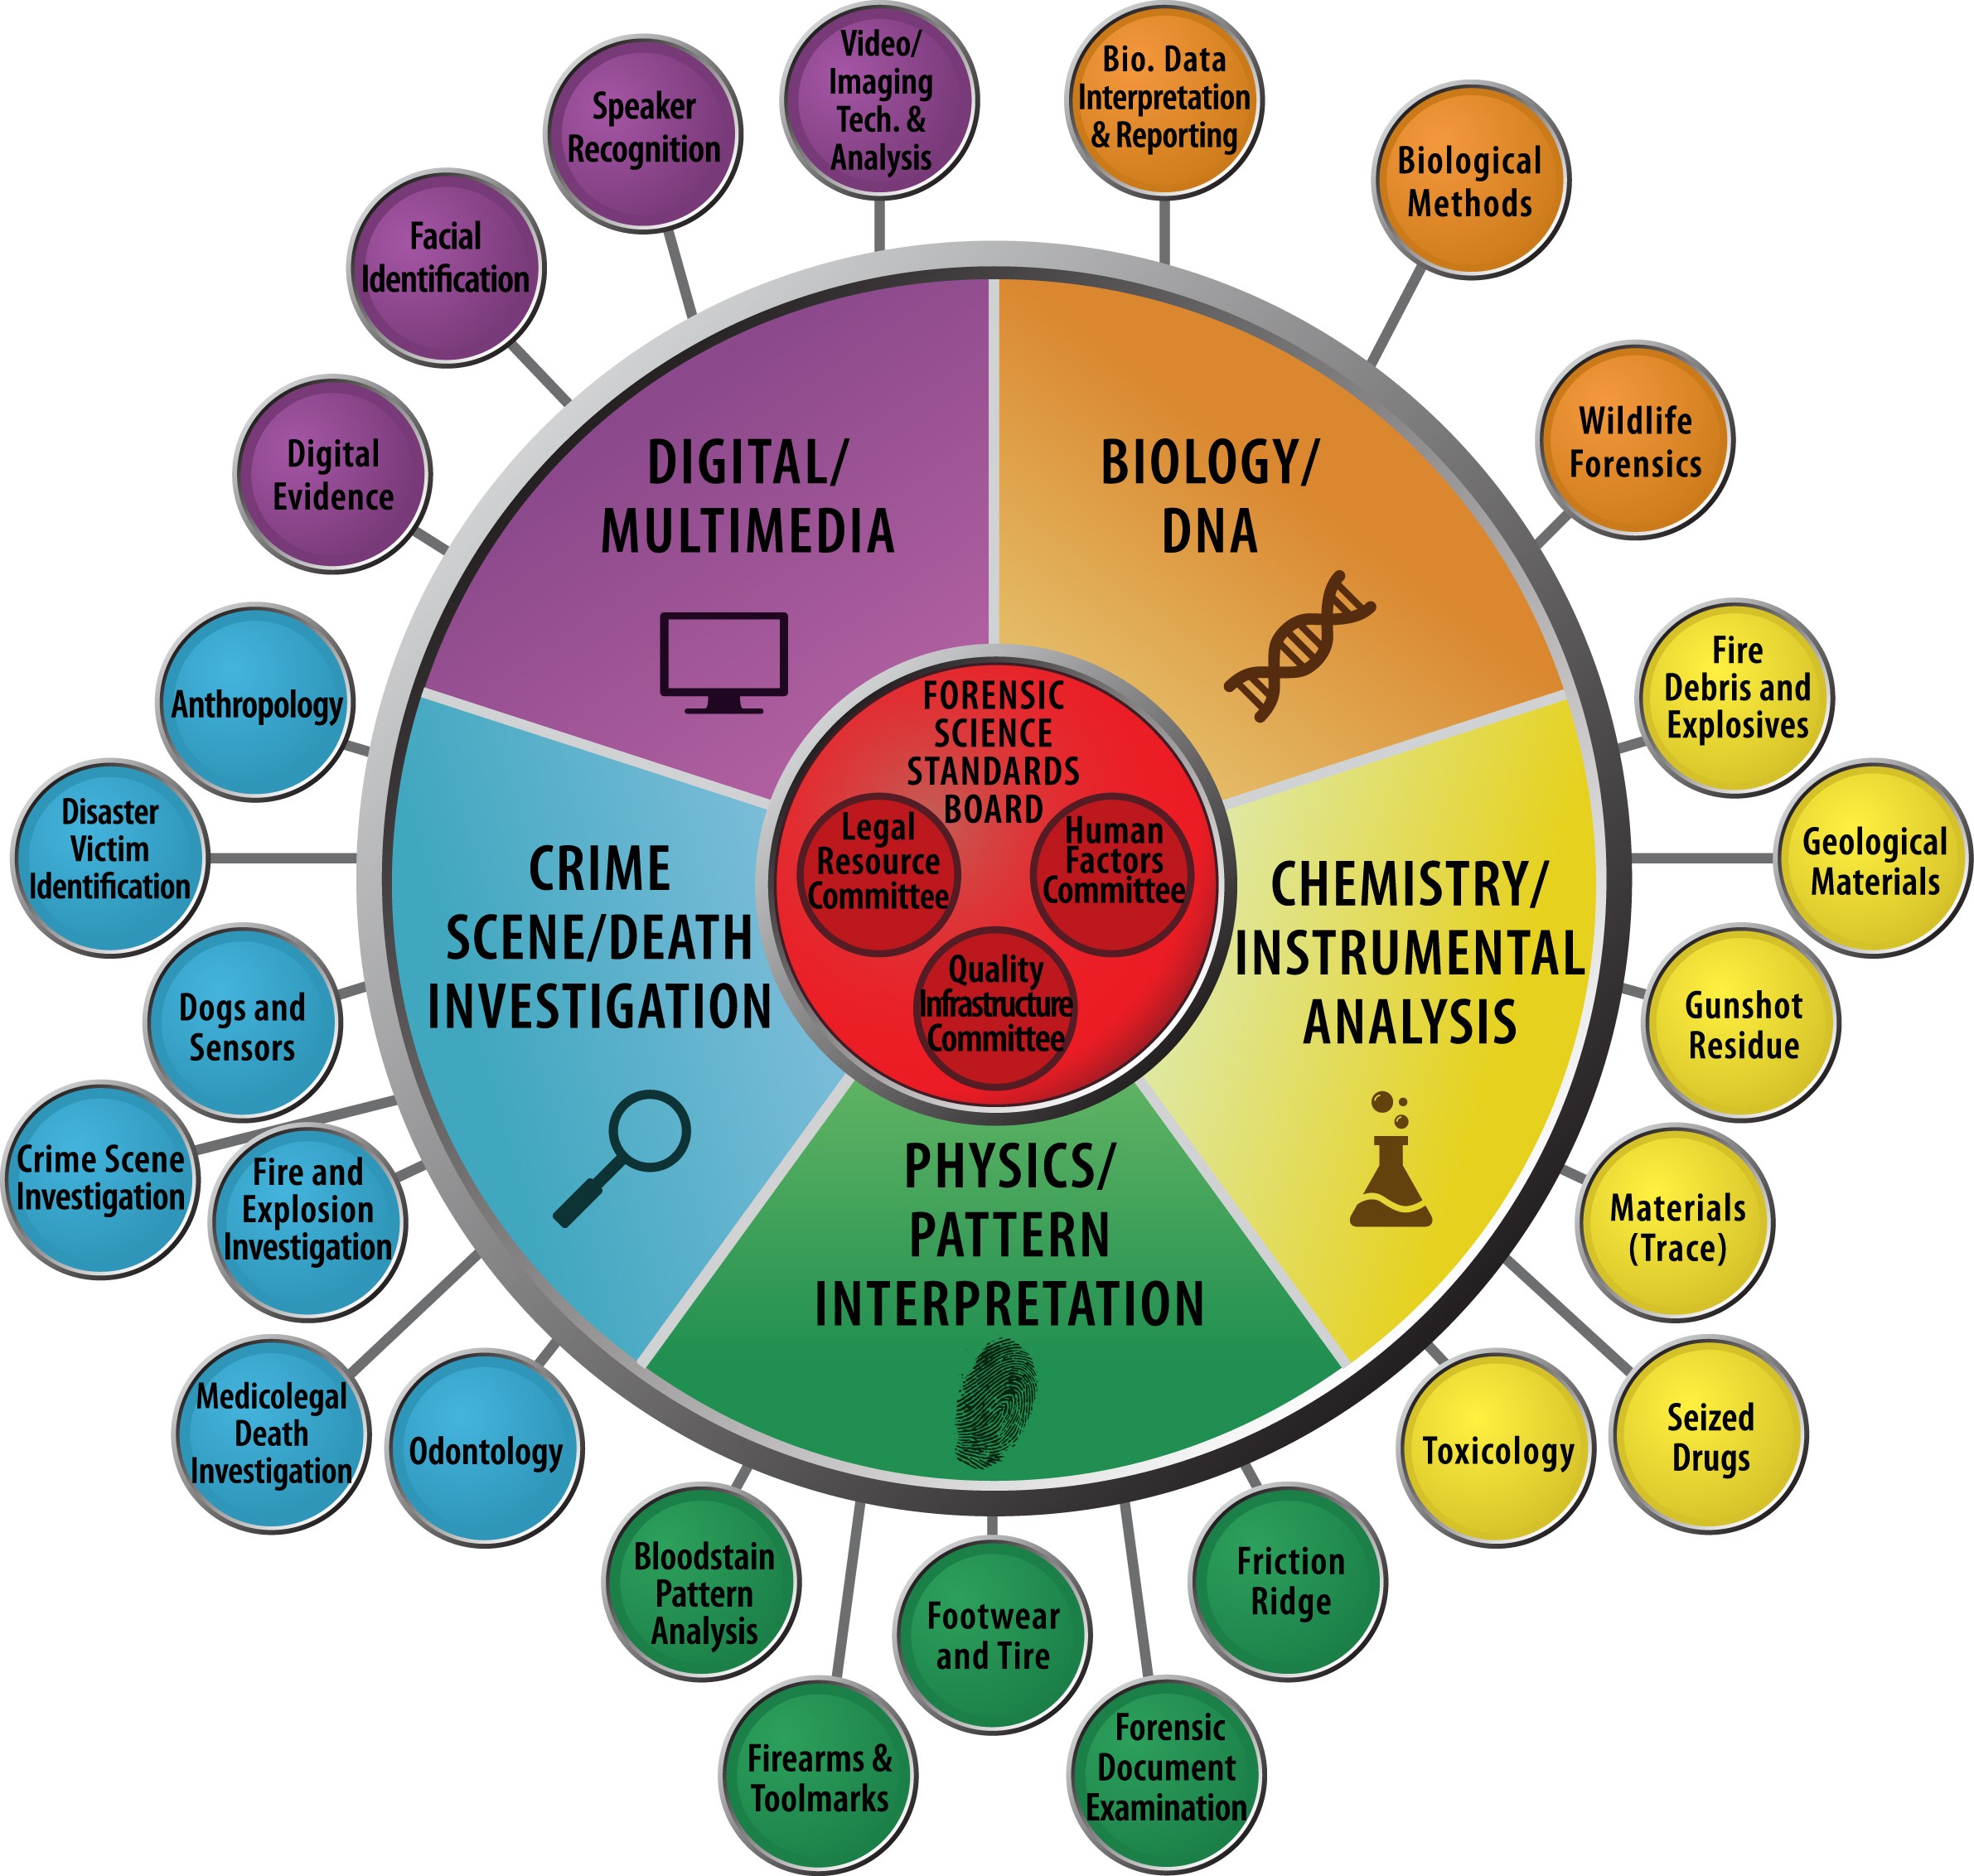 Video/
Imaging
Tech. &
Analysis
Bio. Data
Interpretation
& Reporting
Speaker
Recognition
Biological
Methods
Facial
Identification
Wildlife
Forensics
Digital
Evidence
DIGITAL/
MULTIMEDIA
BIOLOGY/
DNA
Anthropology
Fire
Debris and
Explosives
FORENSIC
SCIENCE
STANDARDS
BOARD
Legal
Resource
Committee
Human
Factors
Committee
Quality
Infrastructure
Committee
Disaster
Victim
Identification
CRIME
SCENE/DEATH
INVESTIGATION
CHEMISTRY/
INSTRUMENTAL
ANALYSIS
Geological
Materials
Dogs and
Sensors
Gunshot
Residue
Crime Scene
Investigation
Fire and
Explosion
Investigation
PHYSICS/
PATTERN
INTERPRETATION
Materials
(Trace)
Medicolegal
Death
Investigation
Odontology
Toxicology
Seized
Drugs
Bloodstain
Pattern
Analysis
Footwear
and Tire
Friction
Ridge
Firearms &
Toolmarks
Forensic
Document
Examination